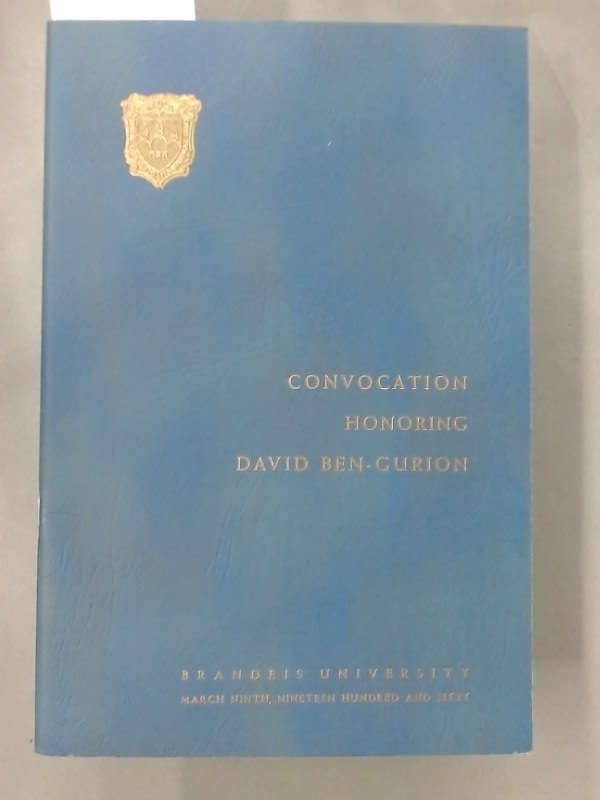 CONVOCATION
HONORING
DAVID BEN-GURION
BRANDEIS UNIVERSITY
MARCH NINTH, NINETEEN HUNDRED AND SIXTY